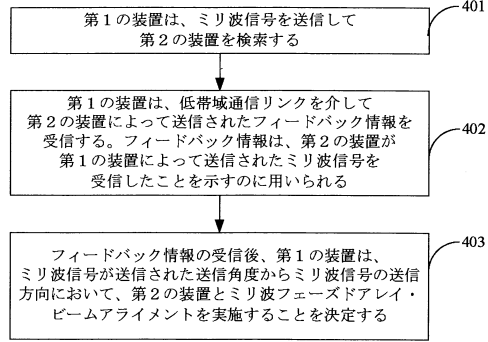 第１の装置は、ミリ波信号を送信して
第２の装置を検索する
401
第１の装置は、低帯域通信リンクを介して
第２の装置によって送信されたフィードバック情報を
受信する。フィードバック情報は、第２の装置が
第１の装置によって送信されたミリ波信号を
受信したことを示すのに用いられる
402
フィードバック情報の受信後、第１の装置は、
ミリ波信号が送信された送信角度からミリ波信号の送信
方向において、第２の装置とミリ波フェーズドアレイ・
ビームアライメントを実施することを決定する
403